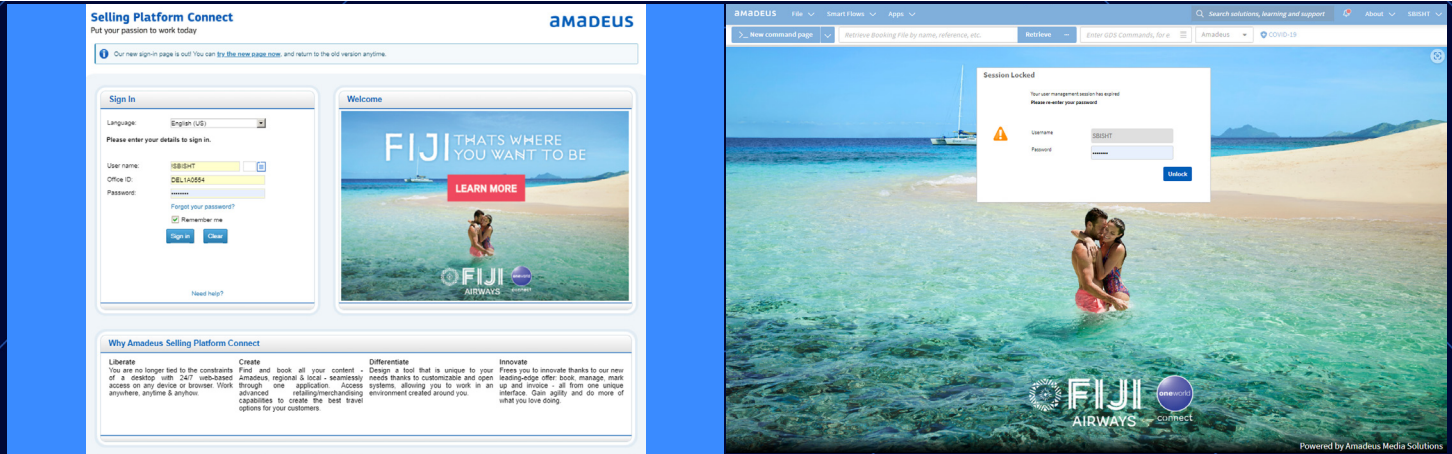 Selling Platform Connect
Put your passion to work today
amadeus
Our new sign-in page is out! You can try the new page now, and return to the old version anytime.
Sign In
Language:
English (US)
Please enter your details to sign in.
User name:
!SBISHT
Office ID:
DEL1A0554
Password:
••••••••
Forgot your password?
Remember me
Sign in
Clear
Need help?
Welcome
FIJI THATS WHERE
YOU WANT TO BE
LEARN MORE
FIJI
AIRWAYS
oneworld
connect
Why Amadeus Selling Platform Connect
Liberate
You are no longer tied to the constraints
of a desktop with 24/7 web-based
access on any device or browser. Work
anywhere, anytime & anyhow.
Create
Find and book all your content -
Amadeus, regional & local - seamlessly
through one application. Access
advanced retailing/merchandising
capabilities to create the best travel
options for your customers.
Differentiate
Design a tool that is unique to your
needs thanks to customizable and open
systems, allowing you to work in an
environment created around you.
Innovate
Frees you to innovate thanks to our new
leading-edge offer: book, manage, mark
up and invoice - all from one unique
interface. Gain agility and do more of
what you love doing.
amadeus File Smart Flows Apps
Search solutions, learning and support
About
SBISHT
>_ New command page
Retrieve Booking File by name, reference, etc.
Retrieve
Enter GDS Commands, for e
Amadeus
COVID-19
Session Locked
Your user management session has expired
Please re-enter your password
Username
SBISHT
Password
••••••••
Unlock
FIJI
AIRWAYS
oneworld
connect
Powered by Amadeus Media Solutions